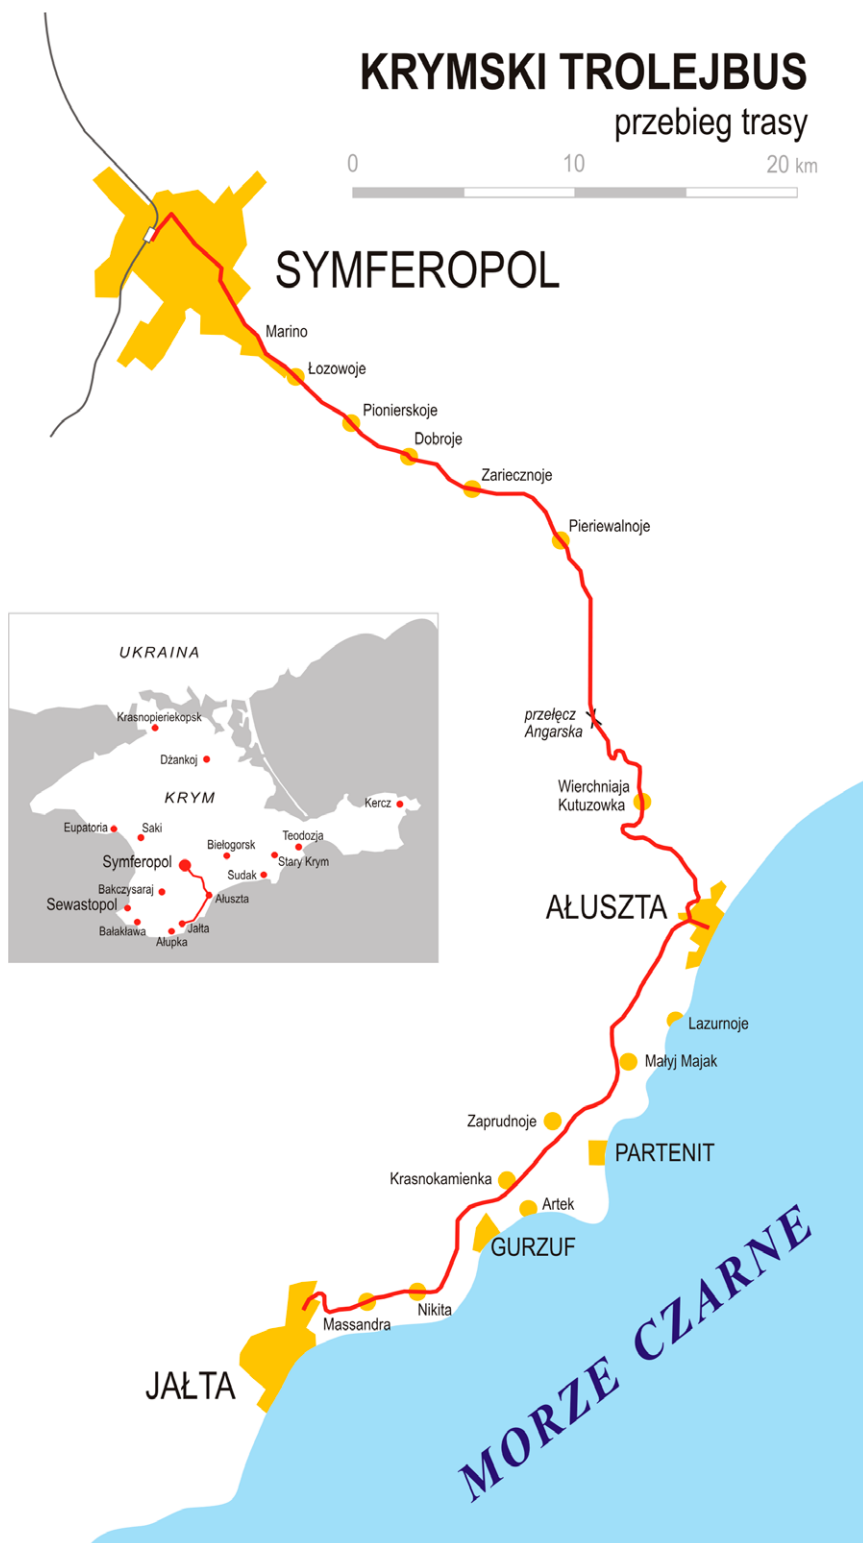 KRYMSKI TROLEJBUS
przebieg trasy
0 10 20 km
SYMFEROPOL
Marino
Łozowoje
Pionierskoje
Dobroje
Zariecznoje
Pieriewalnoje
przełęcz
Angarska
Wierchniaja
Kutuzowka
AŁUSZTA
Lazurnoje
Małyj Majak
Zaprudnoje
PARTENIT
Krasnokamienka
Artek
GURZUF
Nikita
Massandra
JAŁTA
MORZE CZARNE
UKRAINA
Krasnopieriekopsk
Dżankoj
KRYM
Kercz
Eupatoria
Saki
Teodozja
Biełogorsk
Stary Krym
Symferopol
Sudak
Bakczysaraj
Ałuszta
Sewastopol
Bałakława
Jałta
Ałupka